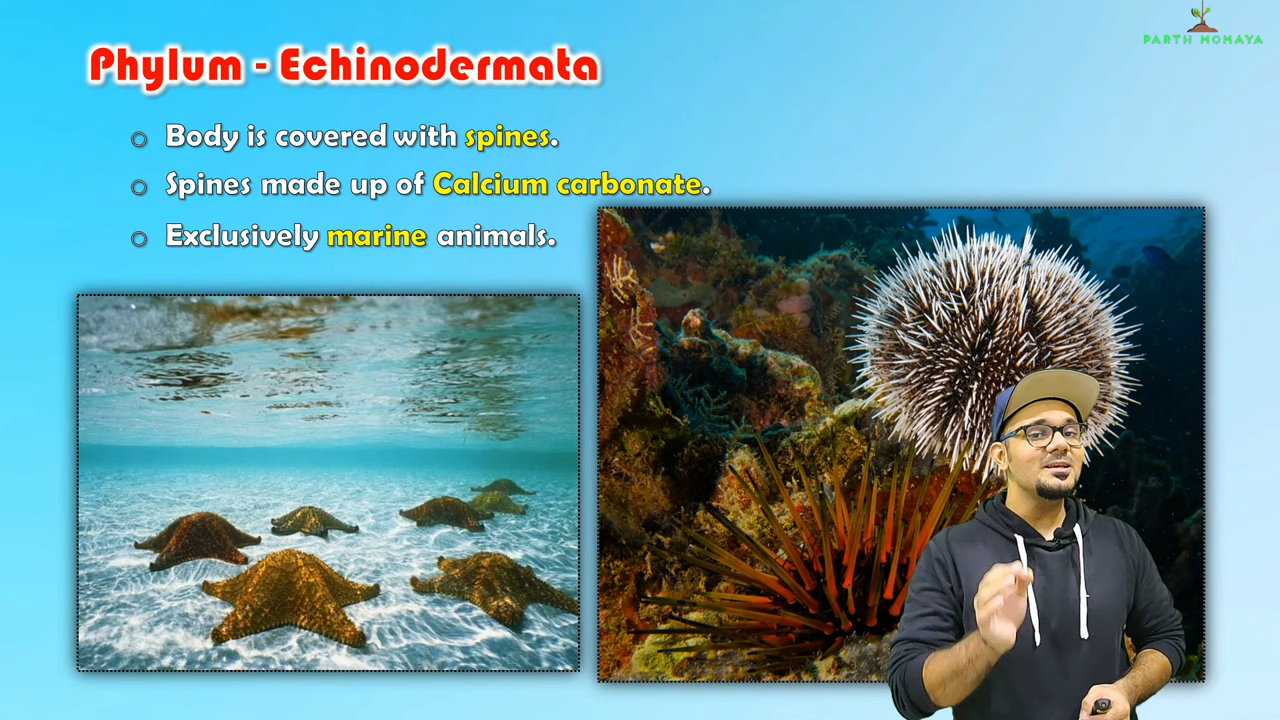 PARTH MOMAYA
Phylum - Echinodermata
Body is covered with spines.
Spines made up of Calcium carbonate.
Exclusively marine animals.